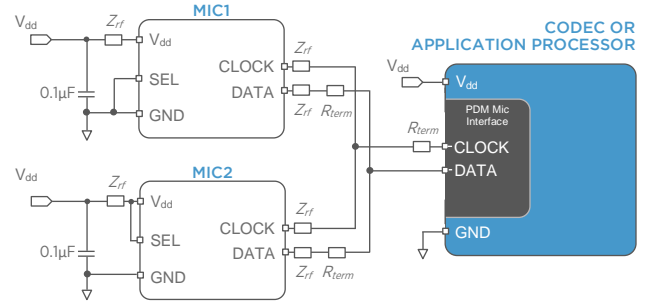 MIC1
Vdd
Zrf
Vdd
SEL
GND
CLOCK
DATA
0.1µF
Zrf
Zrf
Rterm
CODEC OR
APPLICATION PROCESSOR
Vdd
Vdd
PDM Mic
Interface
Rterm
CLOCK
DATA
GND
MIC2
Vdd
Zrf
Vdd
SEL
GND
CLOCK
DATA
0.1µF
Zrf
Zrf
Rterm